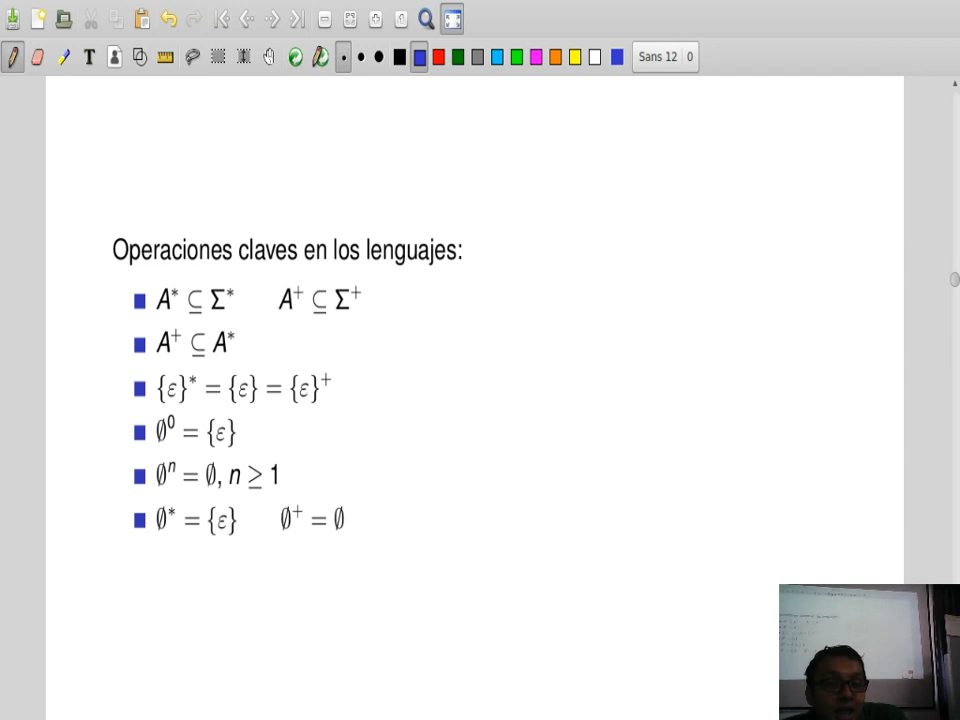 Sans 12 0
Operaciones claves en los lenguajes:
A* ⊆ Σ* A⁺ ⊆ Σ⁺
A⁺ ⊆ A*
{ε}* = {ε} = {ε}⁺
∅⁰ = {ε}
∅ⁿ = ∅, n ≥ 1
∅* = {ε} ∅⁺ = ∅